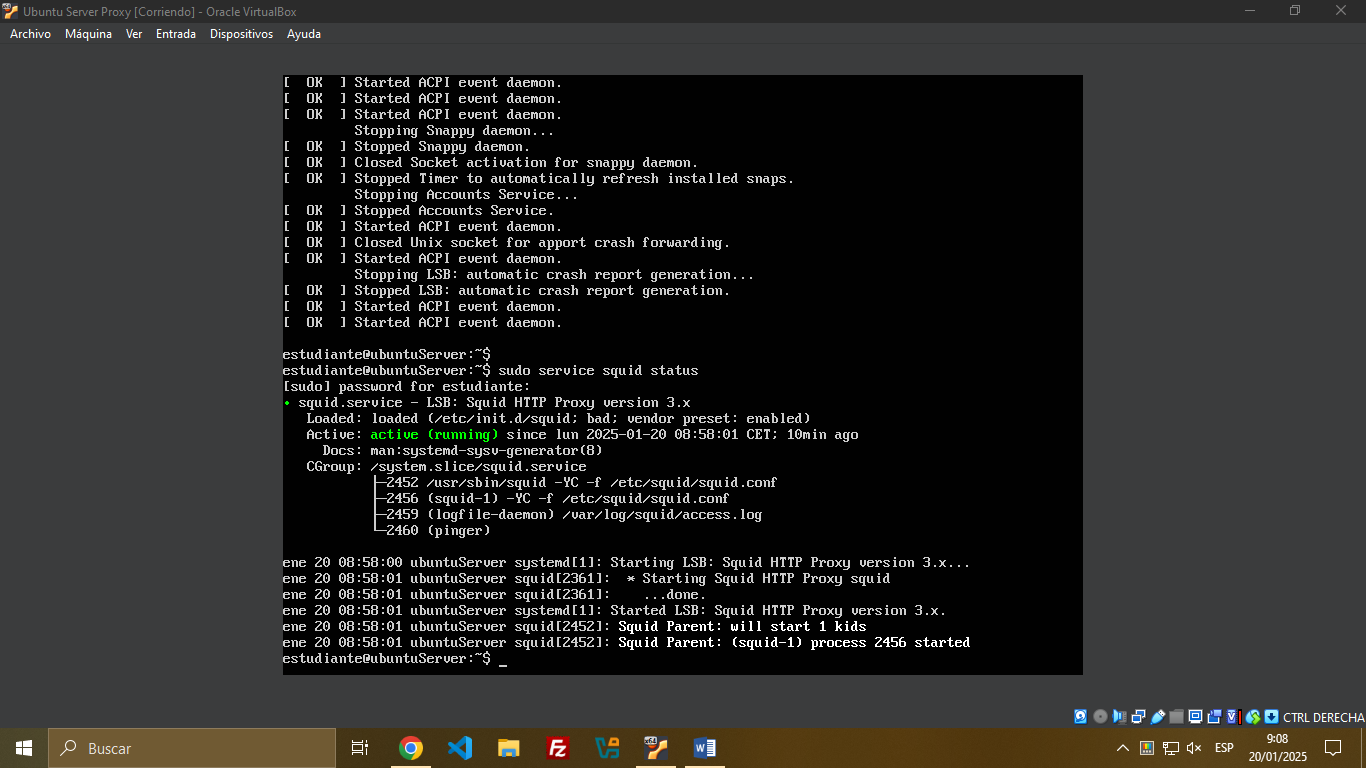 Ubuntu Server Proxy [Corriendo] - Oracle VirtualBox
Archivo Máquina Ver Entrada Dispositivos Ayuda
[  OK  ] Started ACPI event daemon.
[  OK  ] Started ACPI event daemon.
[  OK  ] Started ACPI event daemon.
         Stopping Snappy daemon...
[  OK  ] Stopped Snappy daemon.
[  OK  ] Closed Socket activation for snappy daemon.
[  OK  ] Stopped Timer to automatically refresh installed snaps.
         Stopping Accounts Service...
[  OK  ] Stopped Accounts Service.
[  OK  ] Started ACPI event daemon.
[  OK  ] Closed Unix socket for apport crash forwarding.
[  OK  ] Started ACPI event daemon.
         Stopping LSB: automatic crash report generation...
[  OK  ] Stopped LSB: automatic crash report generation.
[  OK  ] Started ACPI event daemon.
[  OK  ] Started ACPI event daemon.
estudiante@ubuntuServer:~$
estudiante@ubuntuServer:~$ sudo service squid status
[sudo] password for estudiante:
• squid.service - LSB: Squid HTTP Proxy version 3.x
   Loaded: loaded (/etc/init.d/squid; bad; vendor preset: enabled)
   Active: active (running) since lun 2025-01-20 08:58:01 CET; 10min ago
     Docs: man:systemd-sysv-generator(8)
   CGroup: /system.slice/squid.service
           ├─2452 /usr/sbin/squid -YC -f /etc/squid/squid.conf
           ├─2456 (squid-1) -YC -f /etc/squid/squid.conf
           ├─2459 (logfile-daemon) /var/log/squid/access.log
           └─2460 (pinger)
ene 20 08:58:00 ubuntuServer systemd[1]: Starting LSB: Squid HTTP Proxy version 3.x...
ene 20 08:58:01 ubuntuServer squid[2361]:  * Starting Squid HTTP Proxy squid
ene 20 08:58:01 ubuntuServer squid[2361]:    ...done.
ene 20 08:58:01 ubuntuServer systemd[1]: Started LSB: Squid HTTP Proxy version 3.x.
ene 20 08:58:01 ubuntuServer squid[2452]: Squid Parent: will start 1 kids
ene 20 08:58:01 ubuntuServer squid[2452]: Squid Parent: (squid-1) process 2456 started
estudiante@ubuntuServer:~$ _
CTRL DERECHA
Buscar
ESP
9:08
20/01/2025